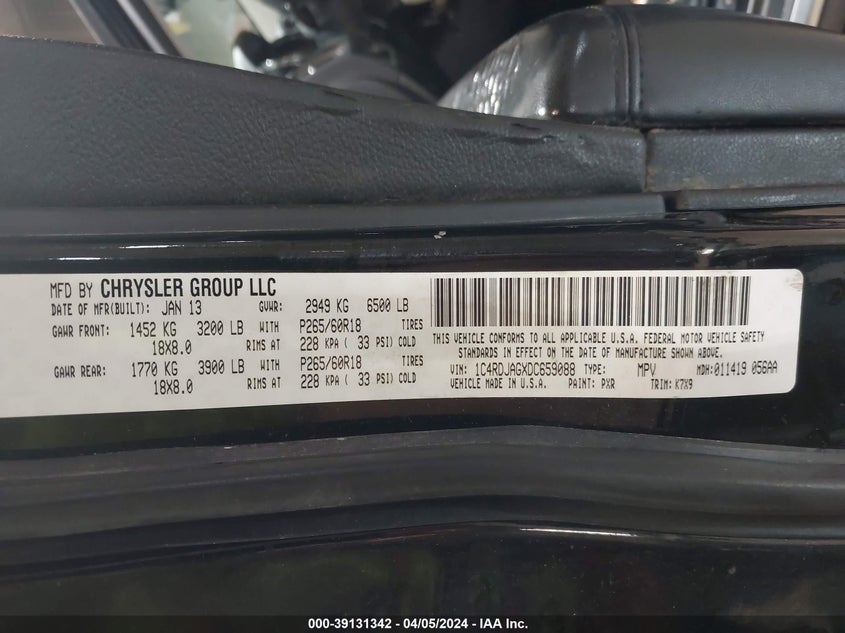 MFD BY CHRYSLER GROUP LLC
DATE OF MFR(BUILT): JAN 13 GVWR: 2949 KG 6500 LB
GAWR FRONT: 1452 KG 3200 LB WITH P265/60R18 TIRES
18X8.0 RIMS AT 228 KPA ( 33 PSI) COLD
GAWR REAR: 1770 KG 3900 LB WITH P265/60R18 TIRES
18X8.0 RIMS AT 228 KPA ( 33 PSI) COLD
THIS VEHICLE CONFORMS TO ALL APPLICABLE U.S.A. FEDERAL MOTOR VEHICLE SAFETY
STANDARDS IN EFFECT ON THE DATE OF MANUFACTURE SHOWN ABOVE.
VIN: 1C4RDJAGXDC659088 TYPE: MPV MDH:011419 056AA
VEHICLE MADE IN U.S.A. PAINT: PXR TRIM: K7X9
000-39131342 - 04/05/2024 - IAA Inc.